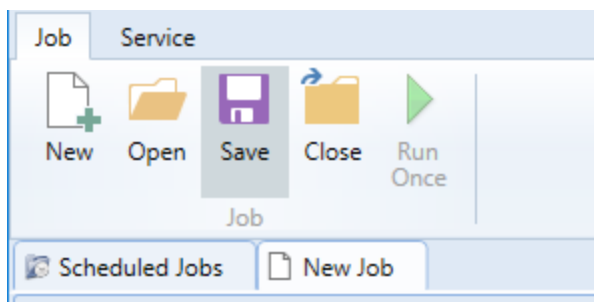 Job Service
New Open Save Close Run
Once
Job
Scheduled Jobs New Job